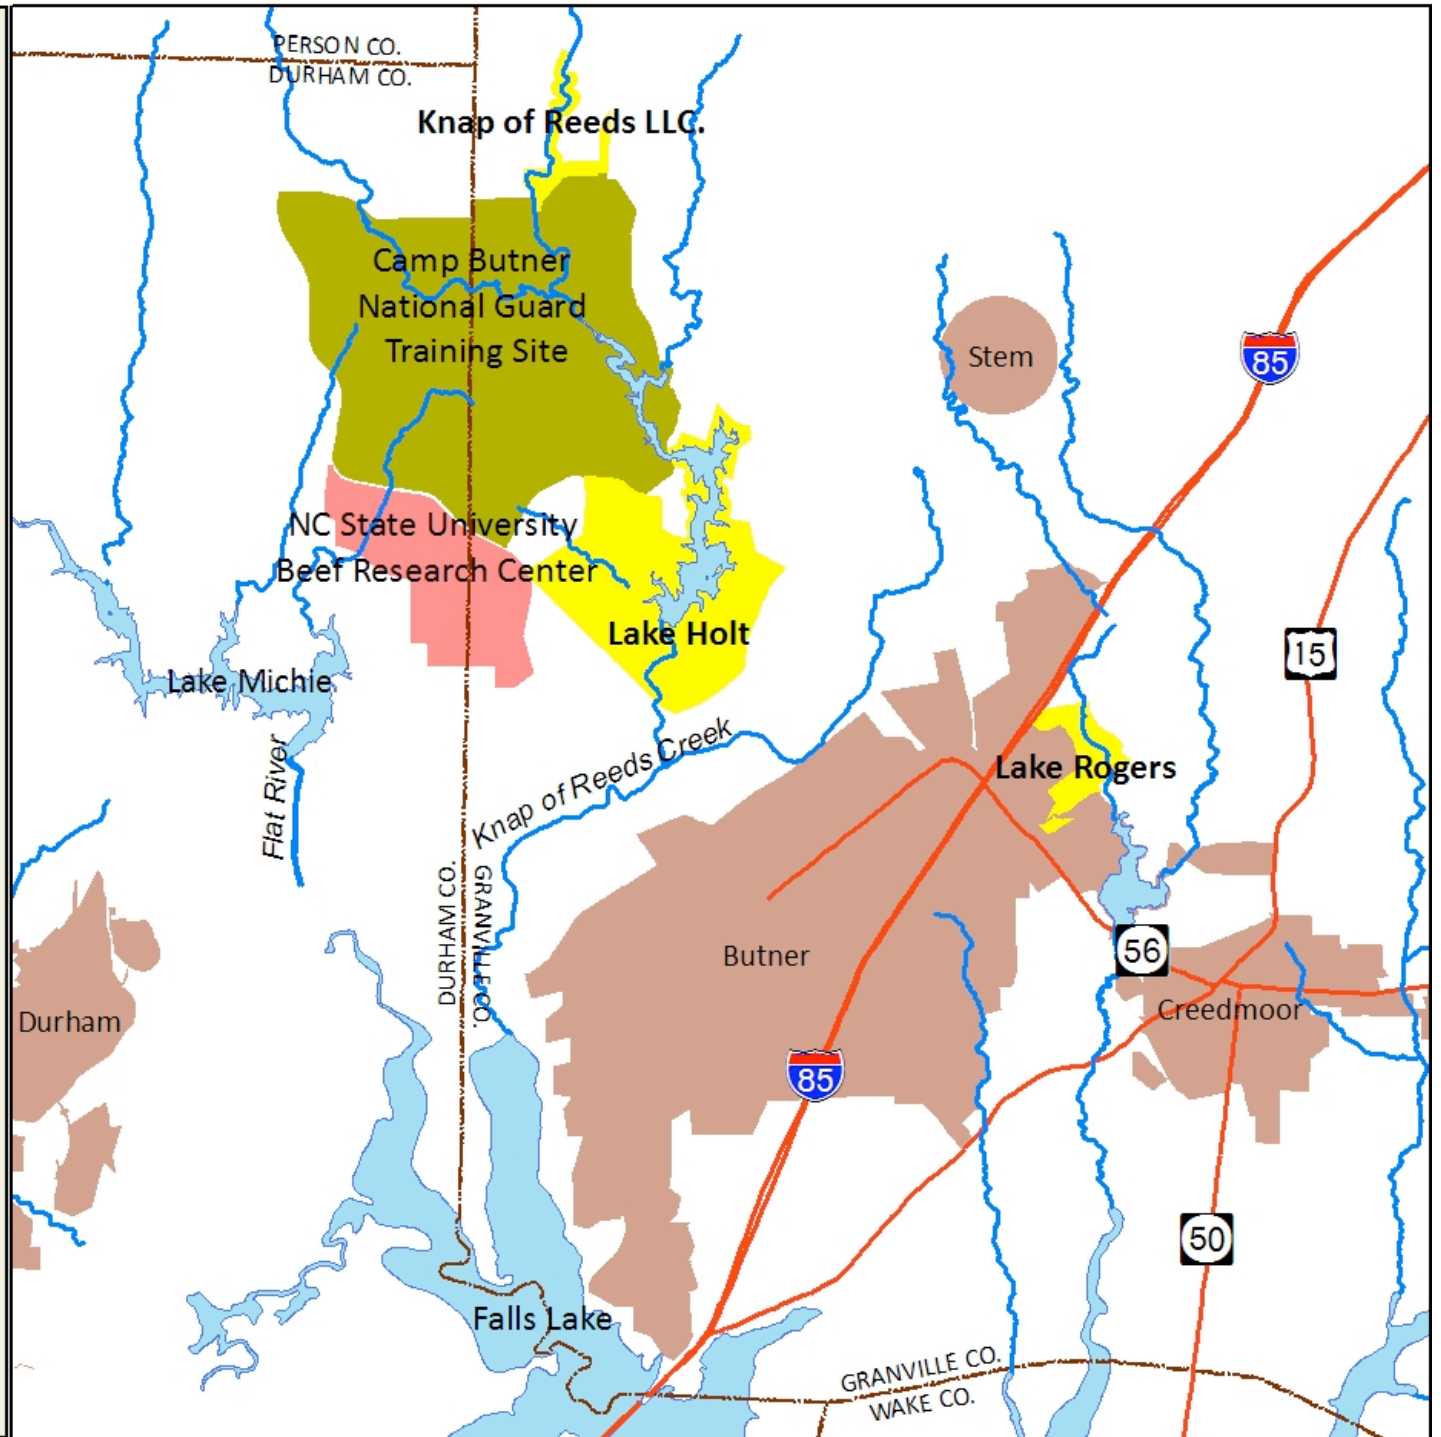 PERSON CO.
DURHAM CO.
Knap of Reeds LLC.
Camp Butner
National Guard
Training Site
Stem
85
NC State University
Beef Research Center
Lake Holt
15
Lake Michie
Flat River
Knap of Reeds Creek
Lake Rogers
DURHAM CO.
GRANVILLE CO.
Butner
56
Durham
Creedmoor
85
50
Falls Lake
GRANVILLE CO.
WAKE CO.